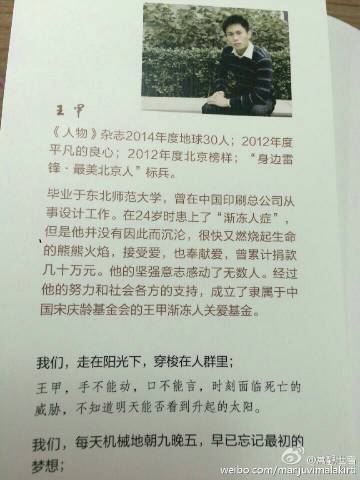 王 甲
《人物》杂志2014年度地球30人；2012年度
平凡的良心；2012年度北京榜样；“身边雷
锋·最美北京人”标兵。
毕业于东北师范大学，曾在中国印刷总公司从
事设计工作。在24岁时患上了“渐冻人症”，
但是他并没有因此而沉沦，很快又燃烧起生命
的熊熊火焰，接受爱，也奉献爱，曾累计捐款
几十万元。他的坚强意志感动了无数人。经过
他的努力和社会各方的支持，成立了隶属于中
国宋庆龄基金会的王甲渐冻人关爱基金。
我们，走在阳光下，穿梭在人群里；
王甲，手不能动，口不能言，时刻面临死亡的
威胁，不知道明天能否看到升起的太阳。
我们，每天机械地朝九晚五，早已忘记最初的
梦想；
weibo.com/marjuvimalakirti